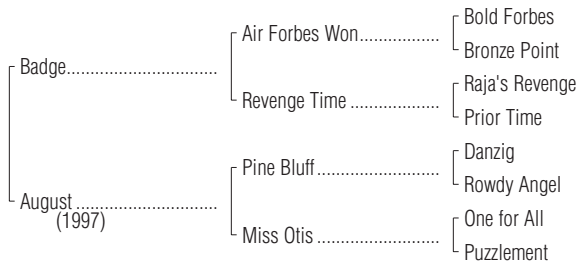 Bold Forbes
Air Forbes Won..................
Bronze Point
Badge..................................
Raja's Revenge
Revenge Time ....................
Prior Time
Danzig
Pine Bluff...........................
Rowdy Angel
August ................................
(1997)
One for All
Miss Otis ...........................
Puzzlement